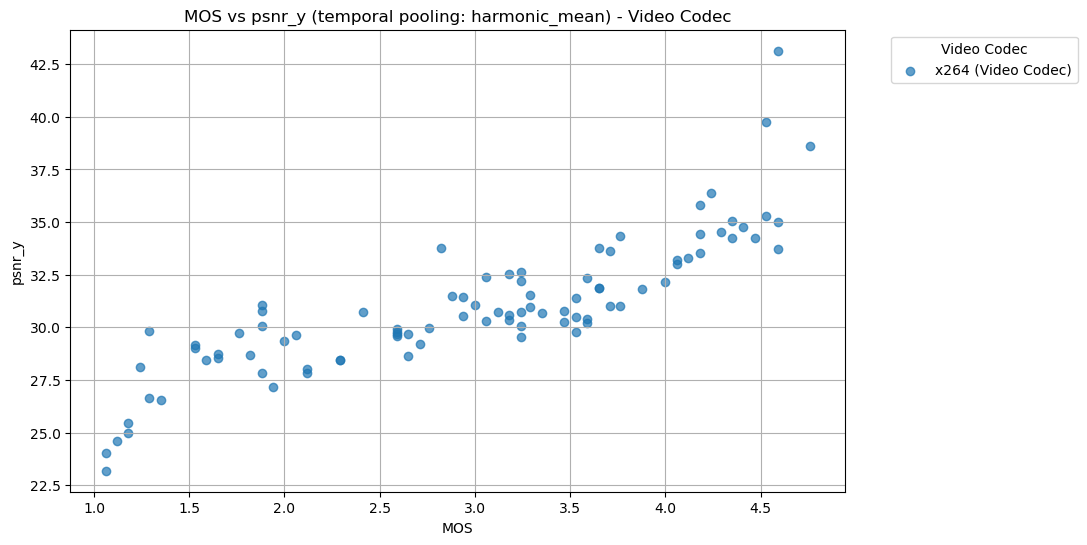 MOS vs psnr_y (temporal pooling: harmonic_mean) - Video Codec
Video Codec
x264 (Video Codec)
psnr_y
42.5
40.0
37.5
35.0
32.5
30.0
27.5
25.0
22.5
1.0 1.5 2.0 2.5 3.0 3.5 4.0 4.5
MOS